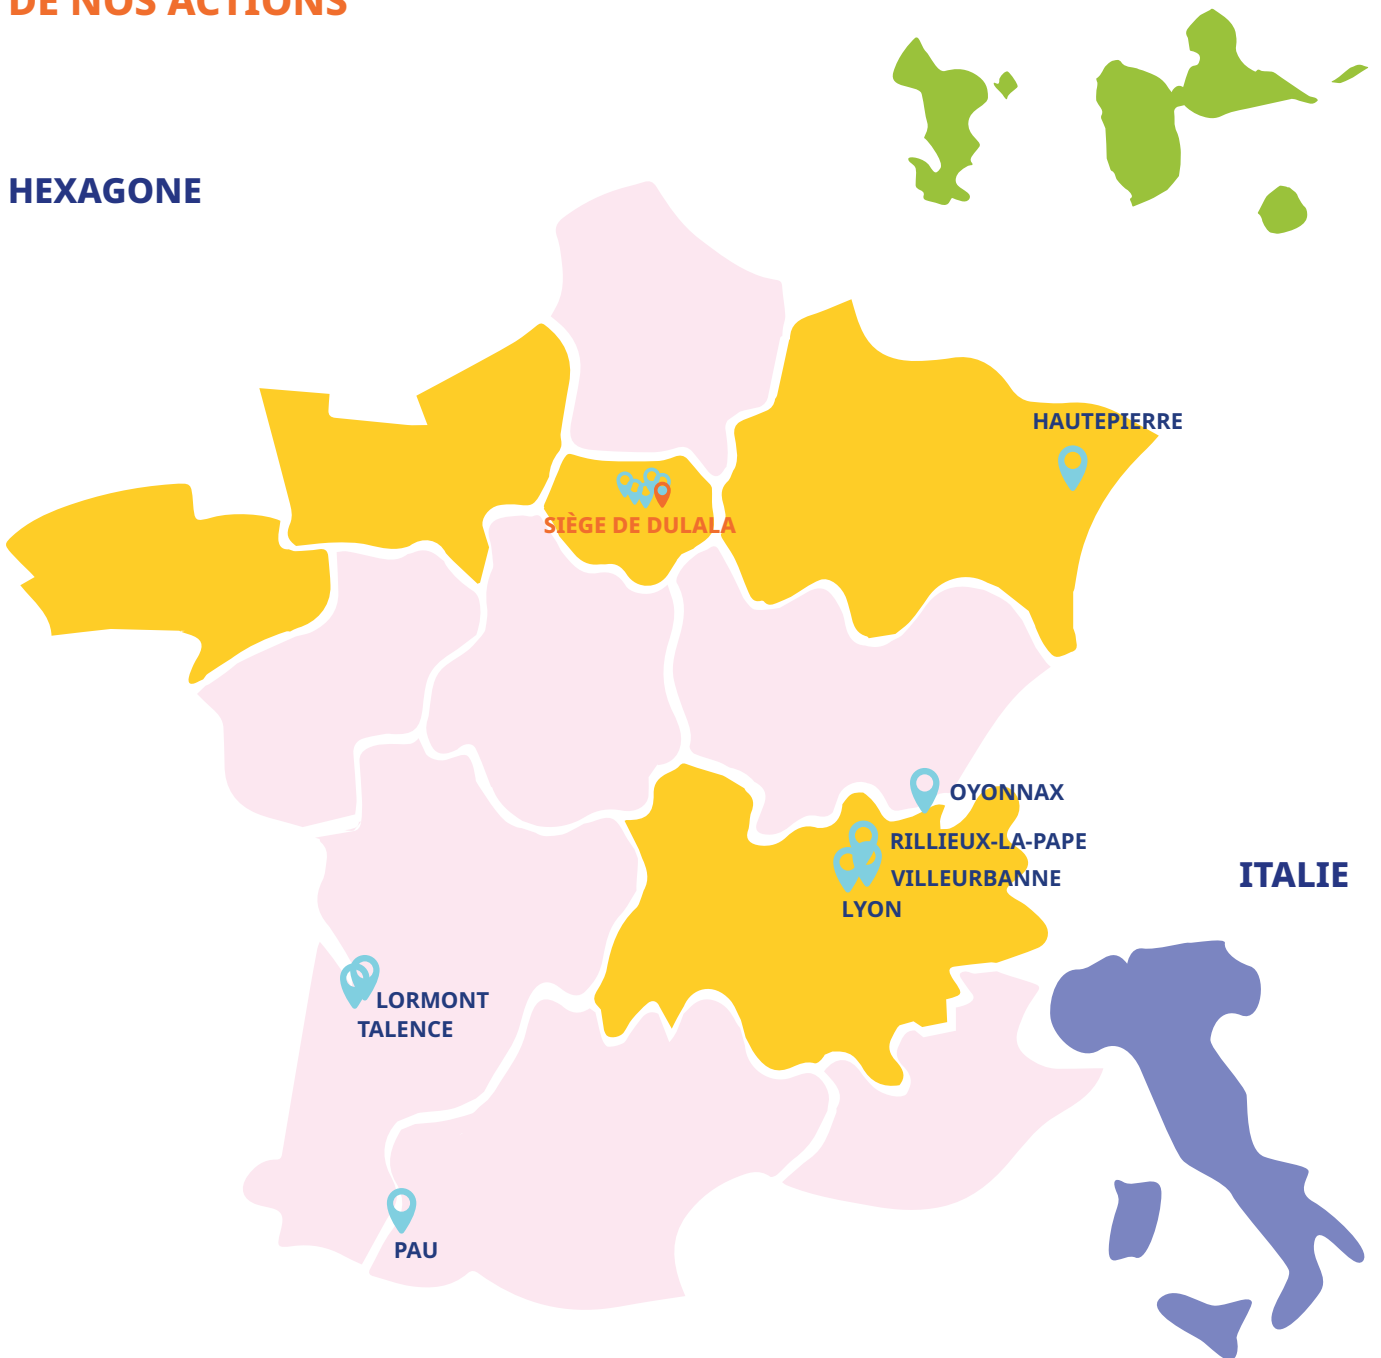 DE NOS ACTIONS
HEXAGONE
HAUTEPIERRE
SIÈGE DE DULALA
OYONNAX
RILLIEUX-LA-PAPE
VILLEURBANNE
LYON
ITALIE
LORMONT
TALENCE
PAU